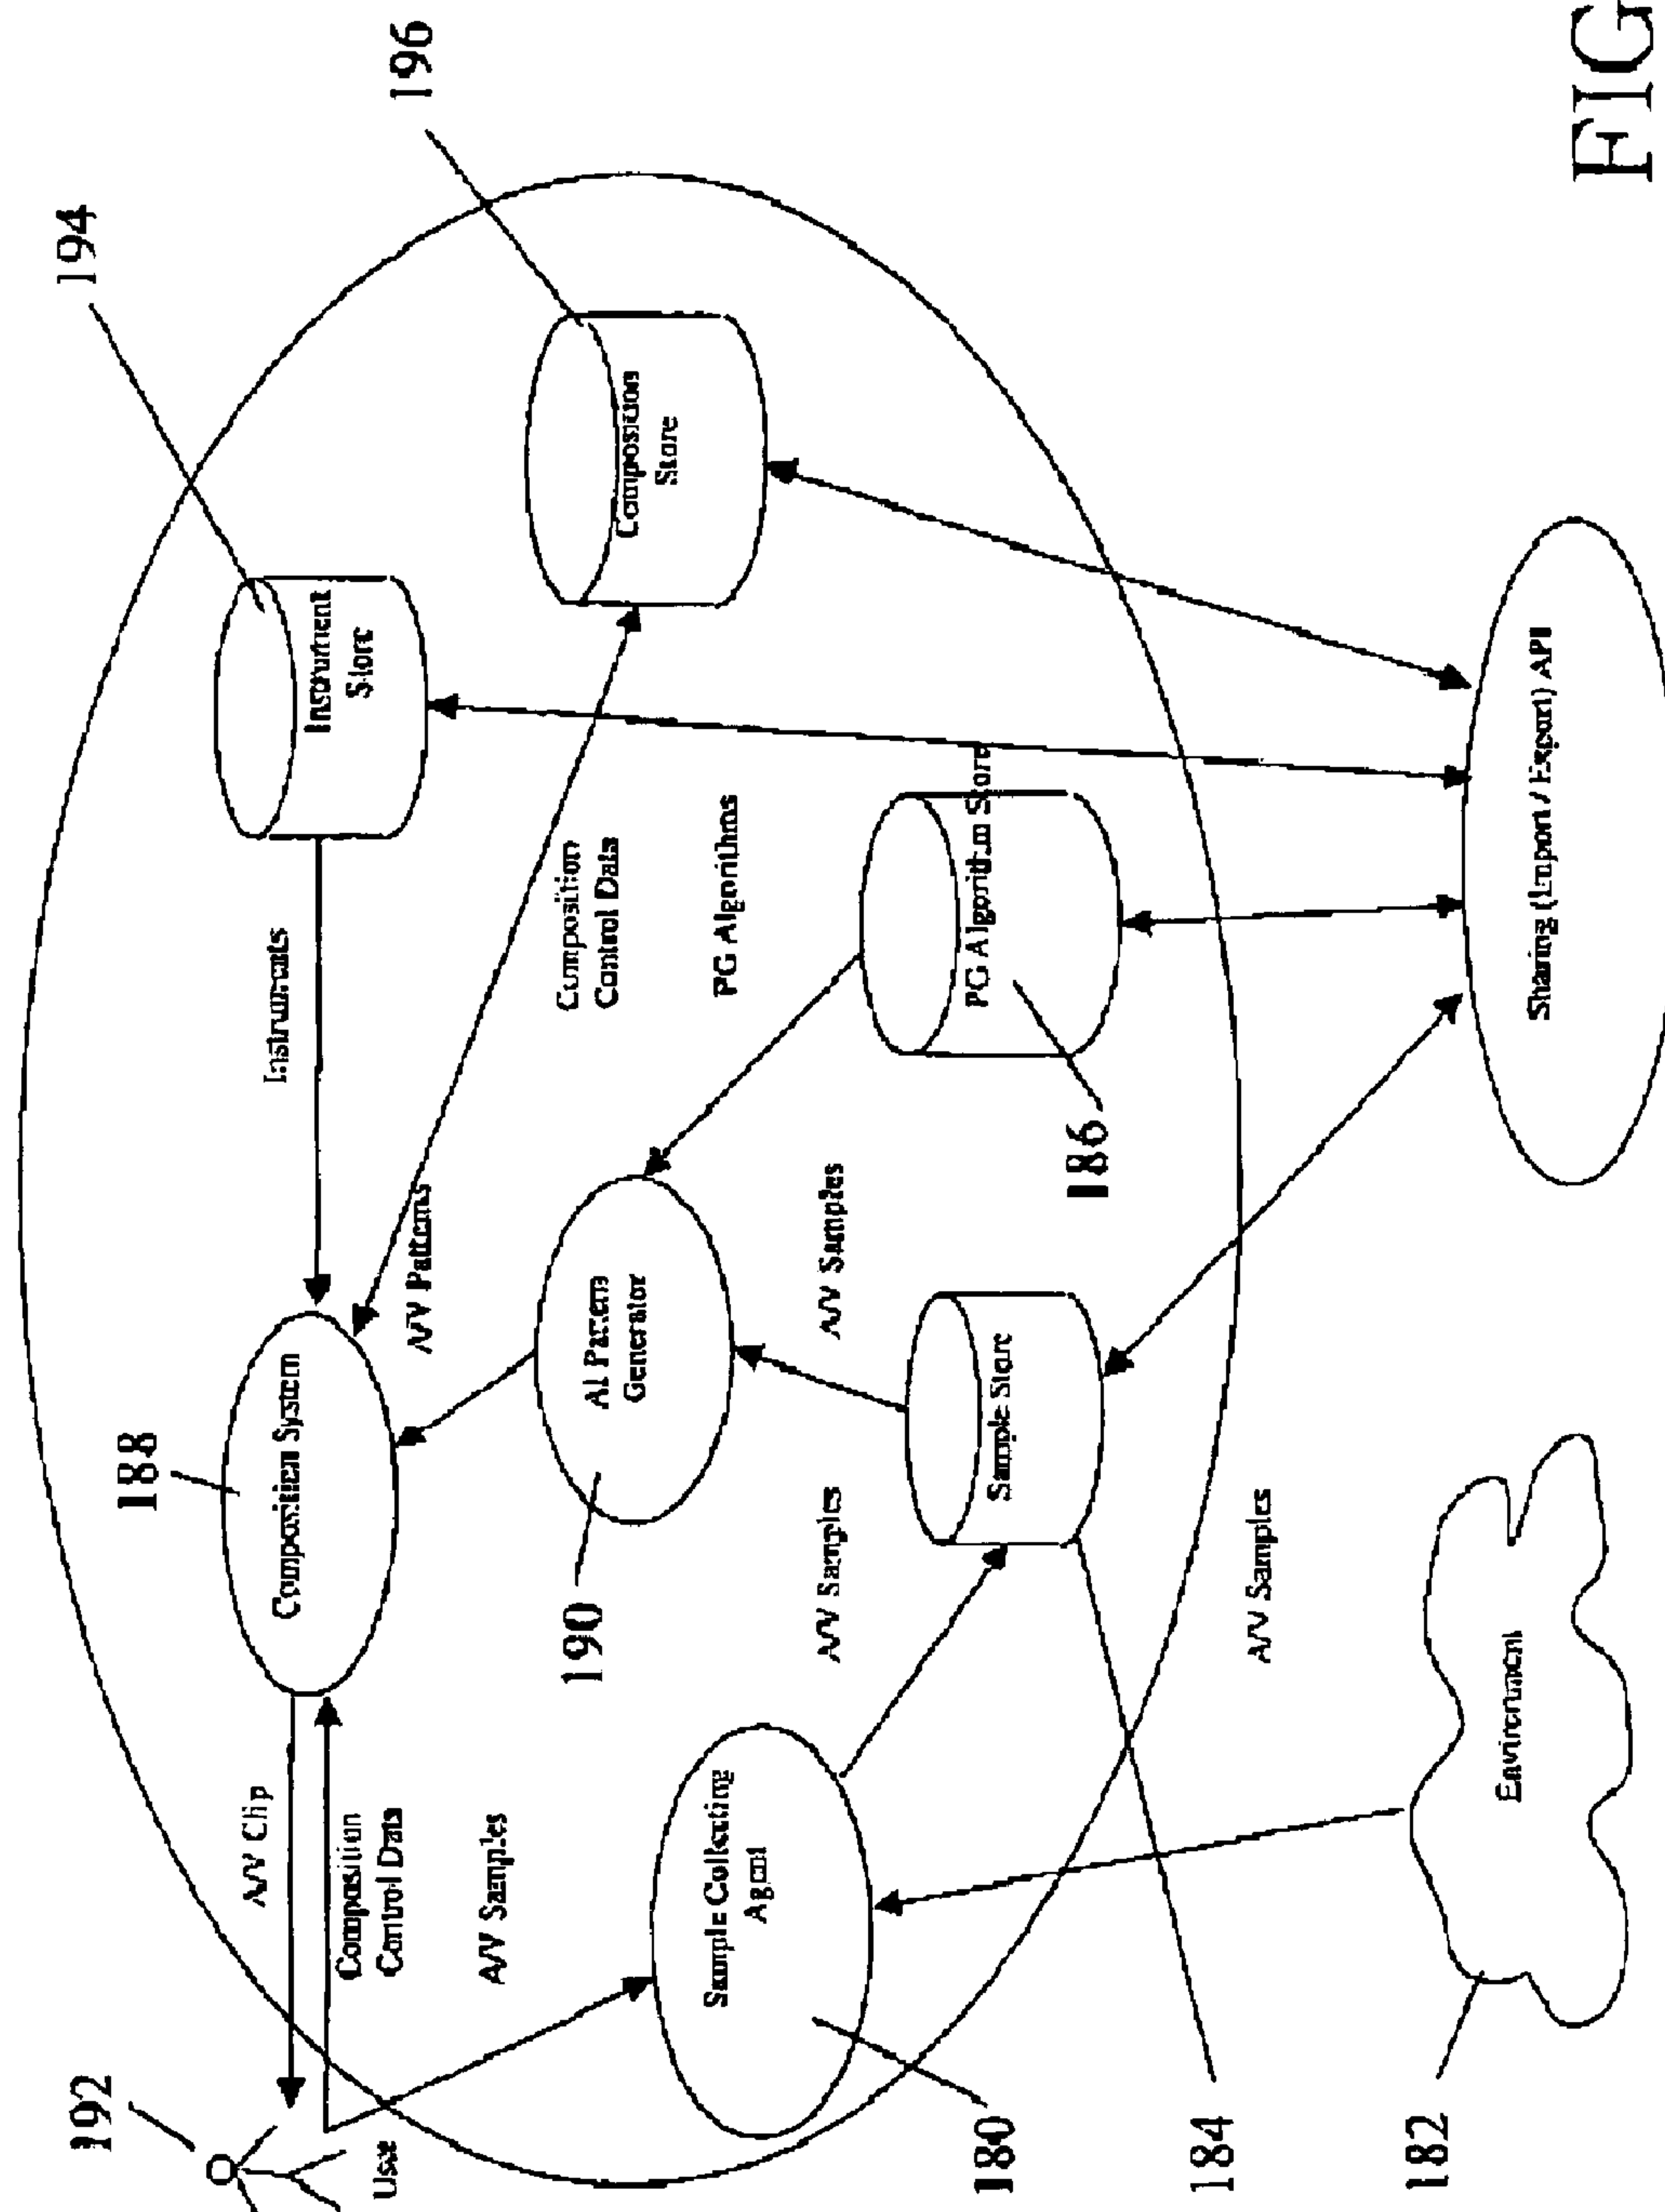 192
User
A/V Clip
Composition
Control Data
A/V Samples
188
Composition System
Instruments
194
Instrument
Store
196
Composition
Store
A/V Patterns
Composition
Control Data
PG Algorithms
190
AI Pattern
Generator
Sample Collecting
Agent
180
A/V Samples
A/V Samples
Sample Store
184
PG Algorithm Store
186
A/V Samples
182
Environment
Sharing (Import / Export) API
FIG